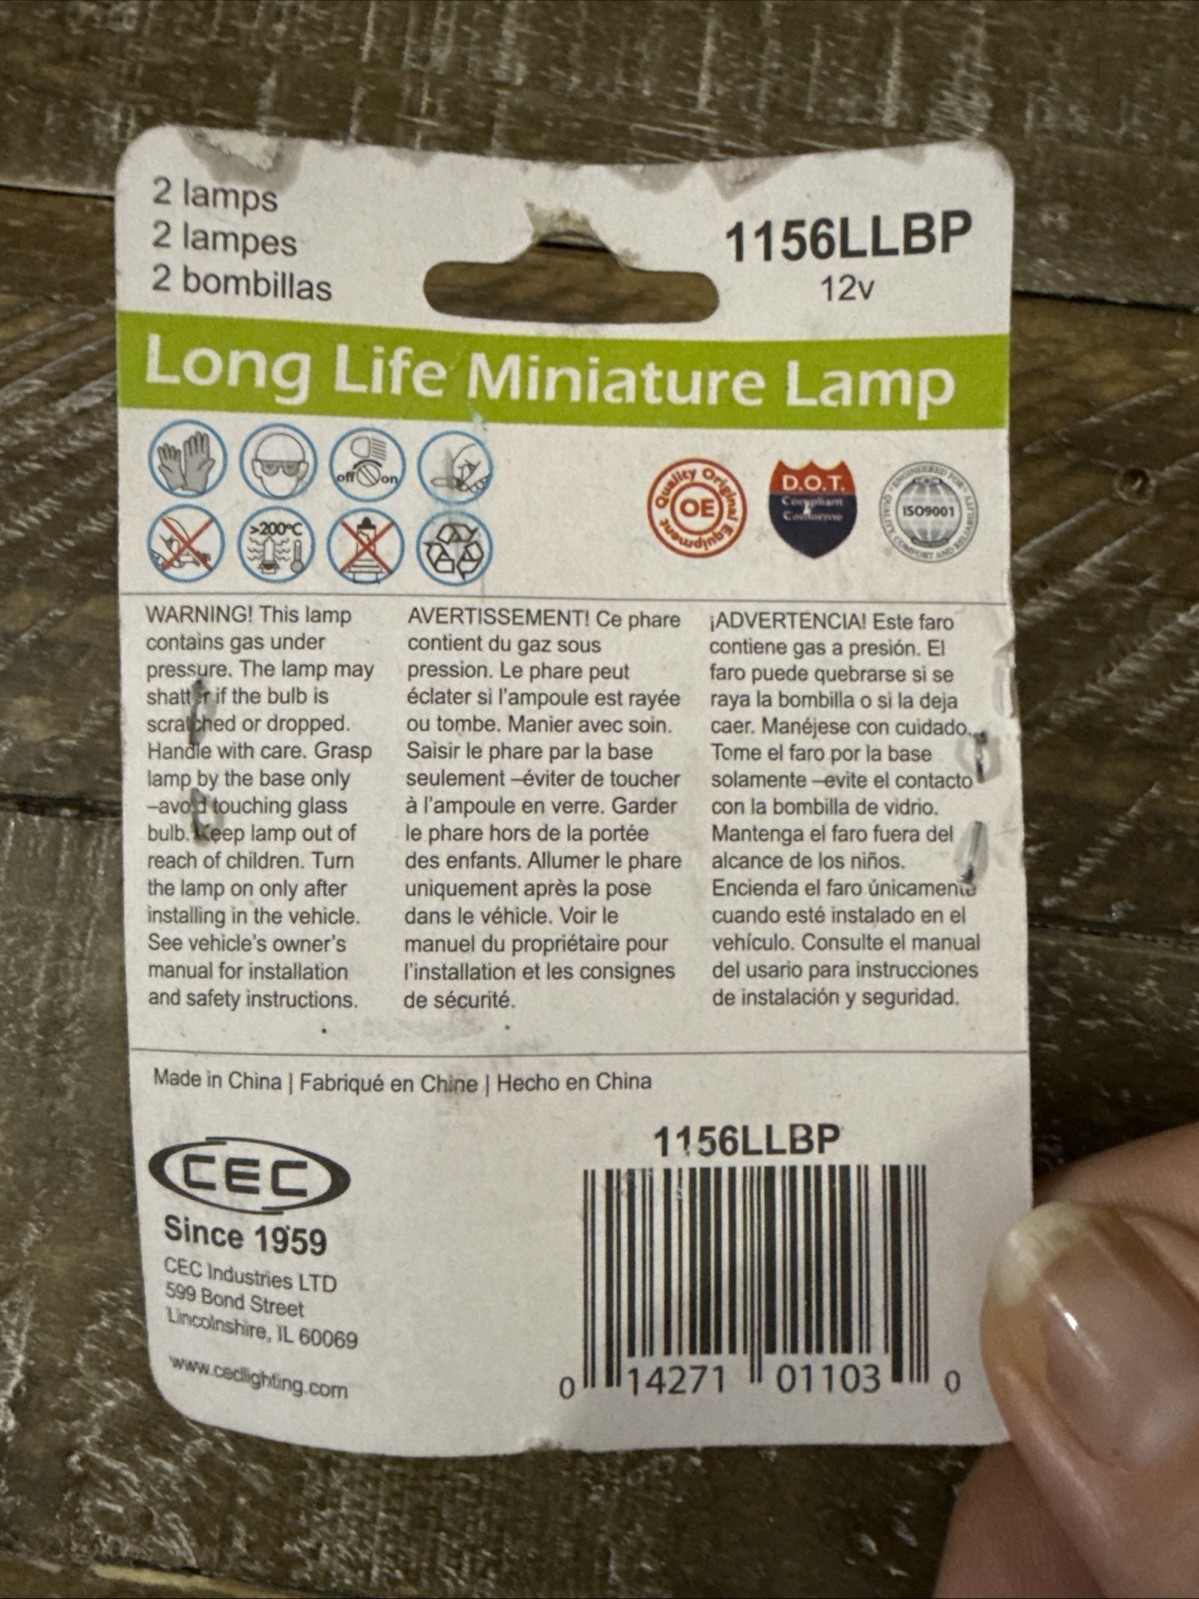 2 lamps
2 lampes
2 bombillas
1156LLBP
12v
Long Life Miniature Lamp
off on
>200°C
Quality Original Equipment
OE
D.O.T.
Compliant
Conforme
ENGINEERED FOR
ISO9001
QUALITY, COMFORT AND RELIABILITY
WARNING! This lamp
contains gas under
pressure. The lamp may
shatter if the bulb is
scratched or dropped.
Handle with care. Grasp
lamp by the base only
–avoid touching glass
bulb. Keep lamp out of
reach of children. Turn
the lamp on only after
installing in the vehicle.
See vehicle's owner's
manual for installation
and safety instructions.
AVERTISSEMENT! Ce phare
contient du gaz sous
pression. Le phare peut
éclater si l'ampoule est rayée
ou tombe. Manier avec soin.
Saisir le phare par la base
seulement –éviter de toucher
à l'ampoule en verre. Garder
le phare hors de la portée
des enfants. Allumer le phare
uniquement après la pose
dans le véhicle. Voir le
manuel du propriétaire pour
l'installation et les consignes
de sécurité.
¡ADVERTENCIA! Este faro
contiene gas a presión. El
faro puede quebrarse si se
raya la bombilla o si la deja
caer. Manéjese con cuidado.
Tome el faro por la base
solamente –evite el contacto
con la bombilla de vidrio.
Mantenga el faro fuera del
alcance de los niños.
Encienda el faro únicamente
cuando esté instalado en el
vehículo. Consulte el manual
del usario para instrucciones
de instalación y seguridad.
Made in China | Fabriqué en Chine | Hecho en China
CEC
Since 1959
CEC Industries LTD
599 Bond Street
Lincolnshire, IL 60069
www.cecllighting.com
1156LLBP
0 14271 01103 0